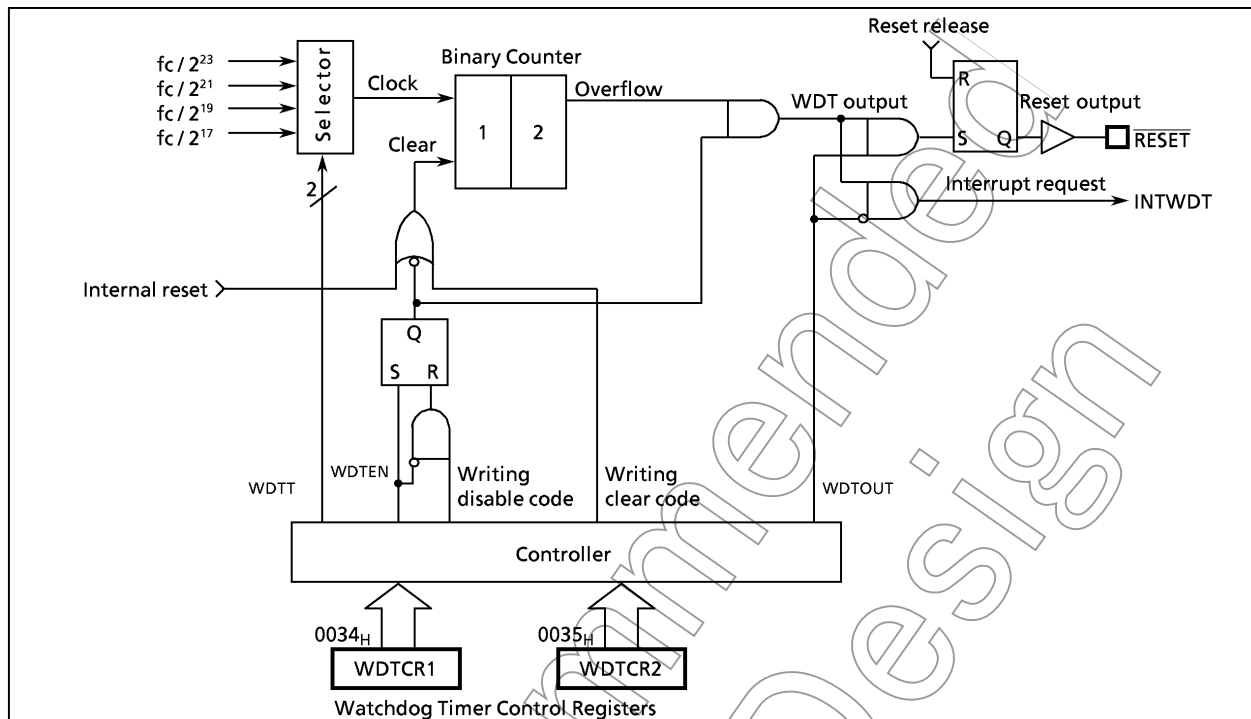 Reset release
fc / 2²³
fc / 2²¹
fc / 2¹⁹
fc / 2¹⁷
Selector
Clock
Binary Counter
1 2
Clear
Overflow
WDT output
R
S Q
Reset output
RESET
2
Interrupt request
INTWDT
Internal reset
Q
S R
WDTT
WDTEN
Writing
disable code
Writing
clear code
WDTOUT
Controller
0034H
0035H
WDTCR1
WDTCR2
Watchdog Timer Control Registers
mmended
Design